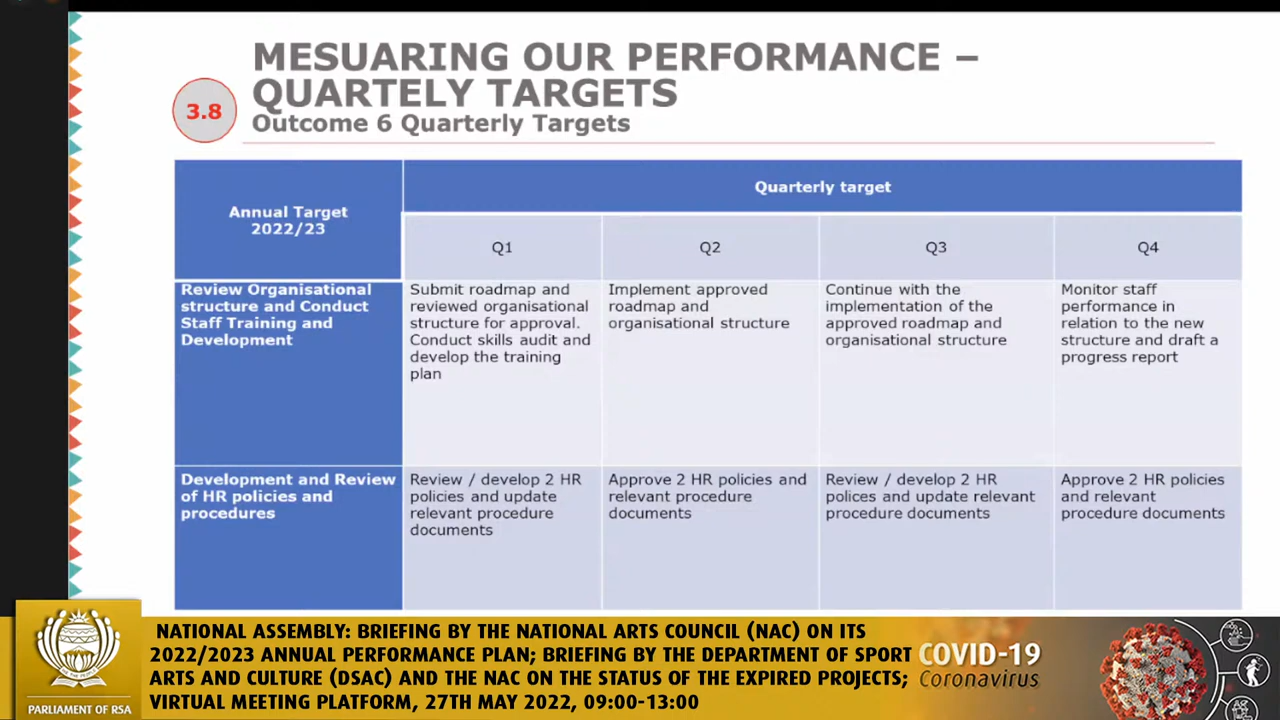 MESUARING OUR PERFORMANCE –
QUARTELY TARGETS
3.8
Outcome 6 Quarterly Targets
Annual Target
2022/23
Quarterly target
Q1
Q2
Q3
Q4
Review Organisational
structure and Conduct
Staff Training and
Development
Submit roadmap and
reviewed organisational
structure for approval.
Conduct skills audit and
develop the training
plan
Implement approved
roadmap and
organisational structure
Continue with the
implementation of the
approved roadmap and
organisational structure
Monitor staff
performance in
relation to the new
structure and draft a
progress report
Development and Review
of HR policies and
procedures
Review / develop 2 HR
policies and update
relevant procedure
documents
Approve 2 HR policies and
relevant procedure
documents
Review / develop 2 HR
polices and update relevant
procedure documents
Approve 2 HR policies
and relevant
procedure documents
PARLIAMENT OF RSA
NATIONAL ASSEMBLY: BRIEFING BY THE NATIONAL ARTS COUNCIL (NAC) ON ITS
2022/2023 ANNUAL PERFORMANCE PLAN; BRIEFING BY THE DEPARTMENT OF SPORT
ARTS AND CULTURE (DSAC) AND THE NAC ON THE STATUS OF THE EXPIRED PROJECTS;
VIRTUAL MEETING PLATFORM, 27TH MAY 2022, 09:00-13:00
COVID-19
Coronavirus